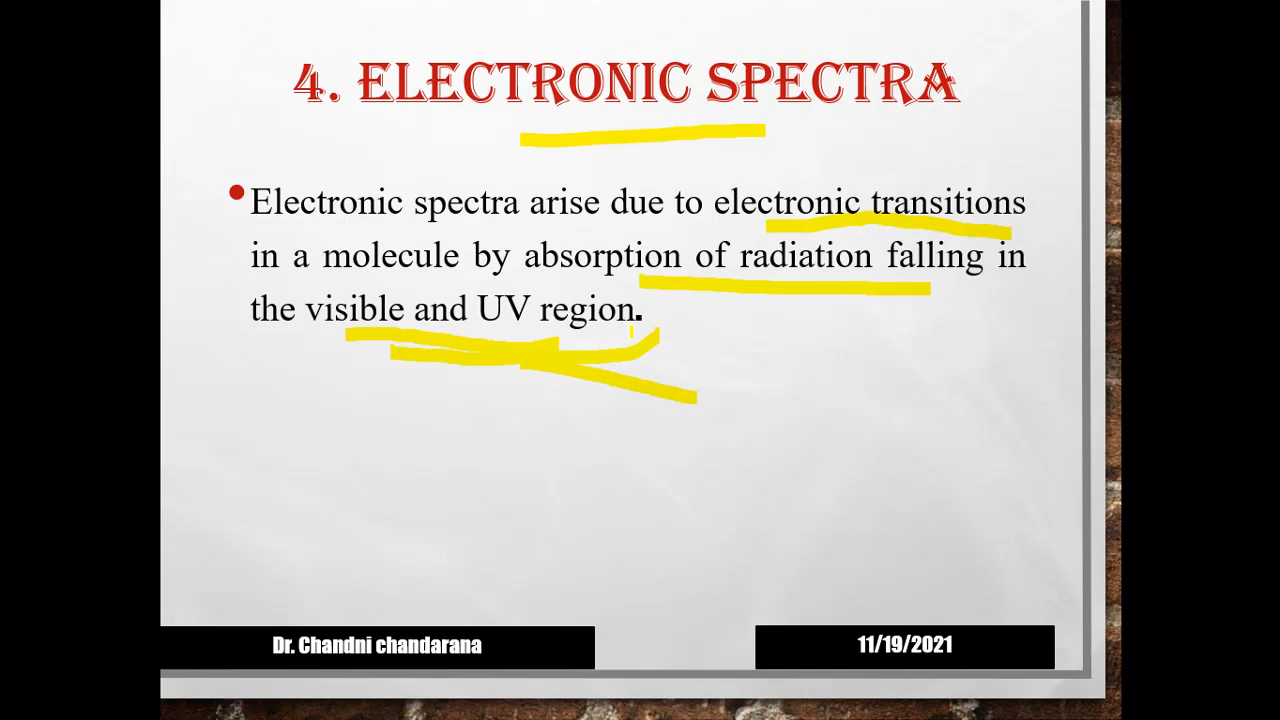 4. ELECTRONIC SPECTRA
Electronic spectra arise due to electronic transitions
in a molecule by absorption of radiation falling in
the visible and UV region.
Dr. Chandni chandarana
11/19/2021